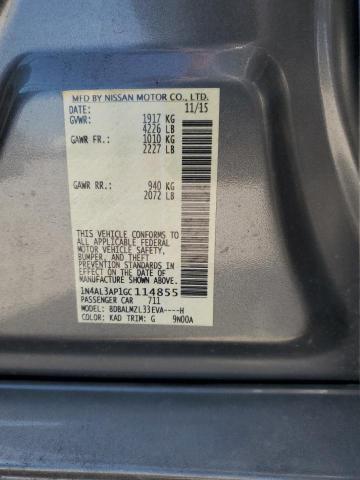 MFD BY NISSAN MOTOR CO., LTD.
DATE: 11/15
GVWR: 1917 KG
4226 LB
GAWR FR: 1010 KG
2227 LB
GAWR RR: 940 KG
2072 LB
THIS VEHICLE CONFORMS TO ALL
APPLICABLE FEDERAL MOTOR VEHICLE SAFETY,
BUMPER, AND THEFT
PREVENTION STANDARDS
IN EFFECT ON THE DATE OF
MANUFACTURE SHOWN ABOVE.
1N4AL3AP1GC114855
PASSENGER CAR 711
MODEL: BDBALMZL33EVA----H
COLOR: KAD TRIM: G 9N00A